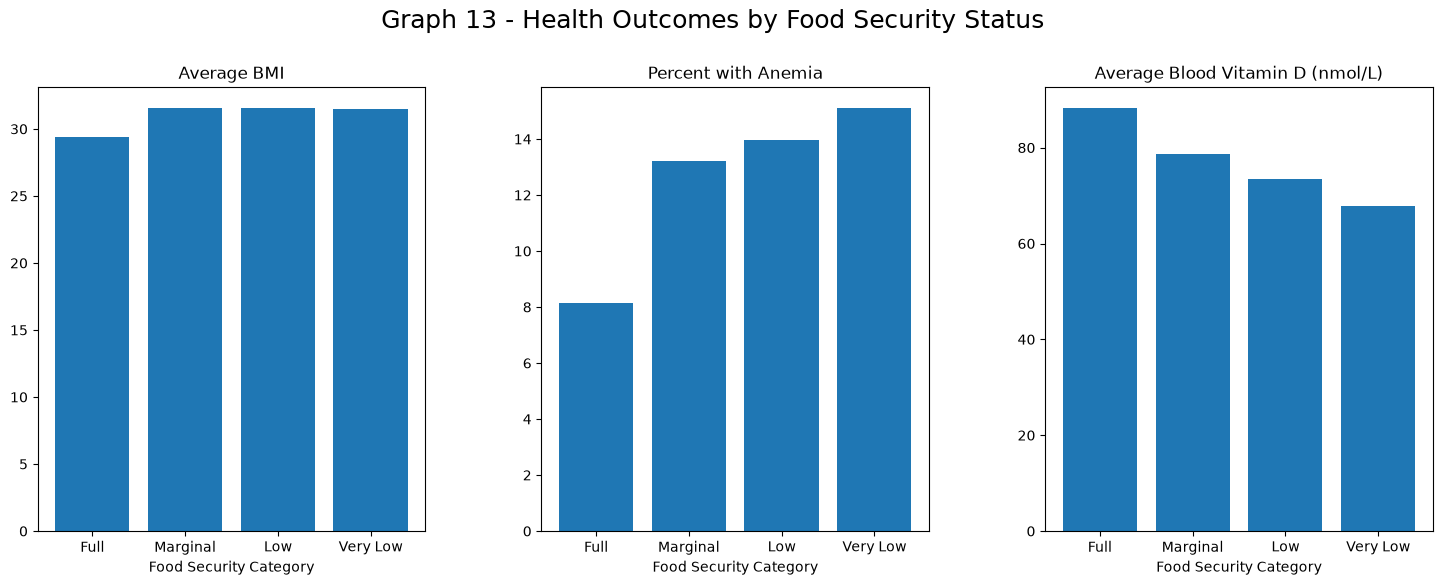 Graph 13 - Health Outcomes by Food Security Status
Average BMI
30
25
20
15
10
5
0
Full Marginal Low Very Low
Food Security Category
Percent with Anemia
14
12
10
8
6
4
2
0
Full Marginal Low Very Low
Food Security Category
Average Blood Vitamin D (nmol/L)
80
60
40
20
0
Full Marginal Low Very Low
Food Security Category